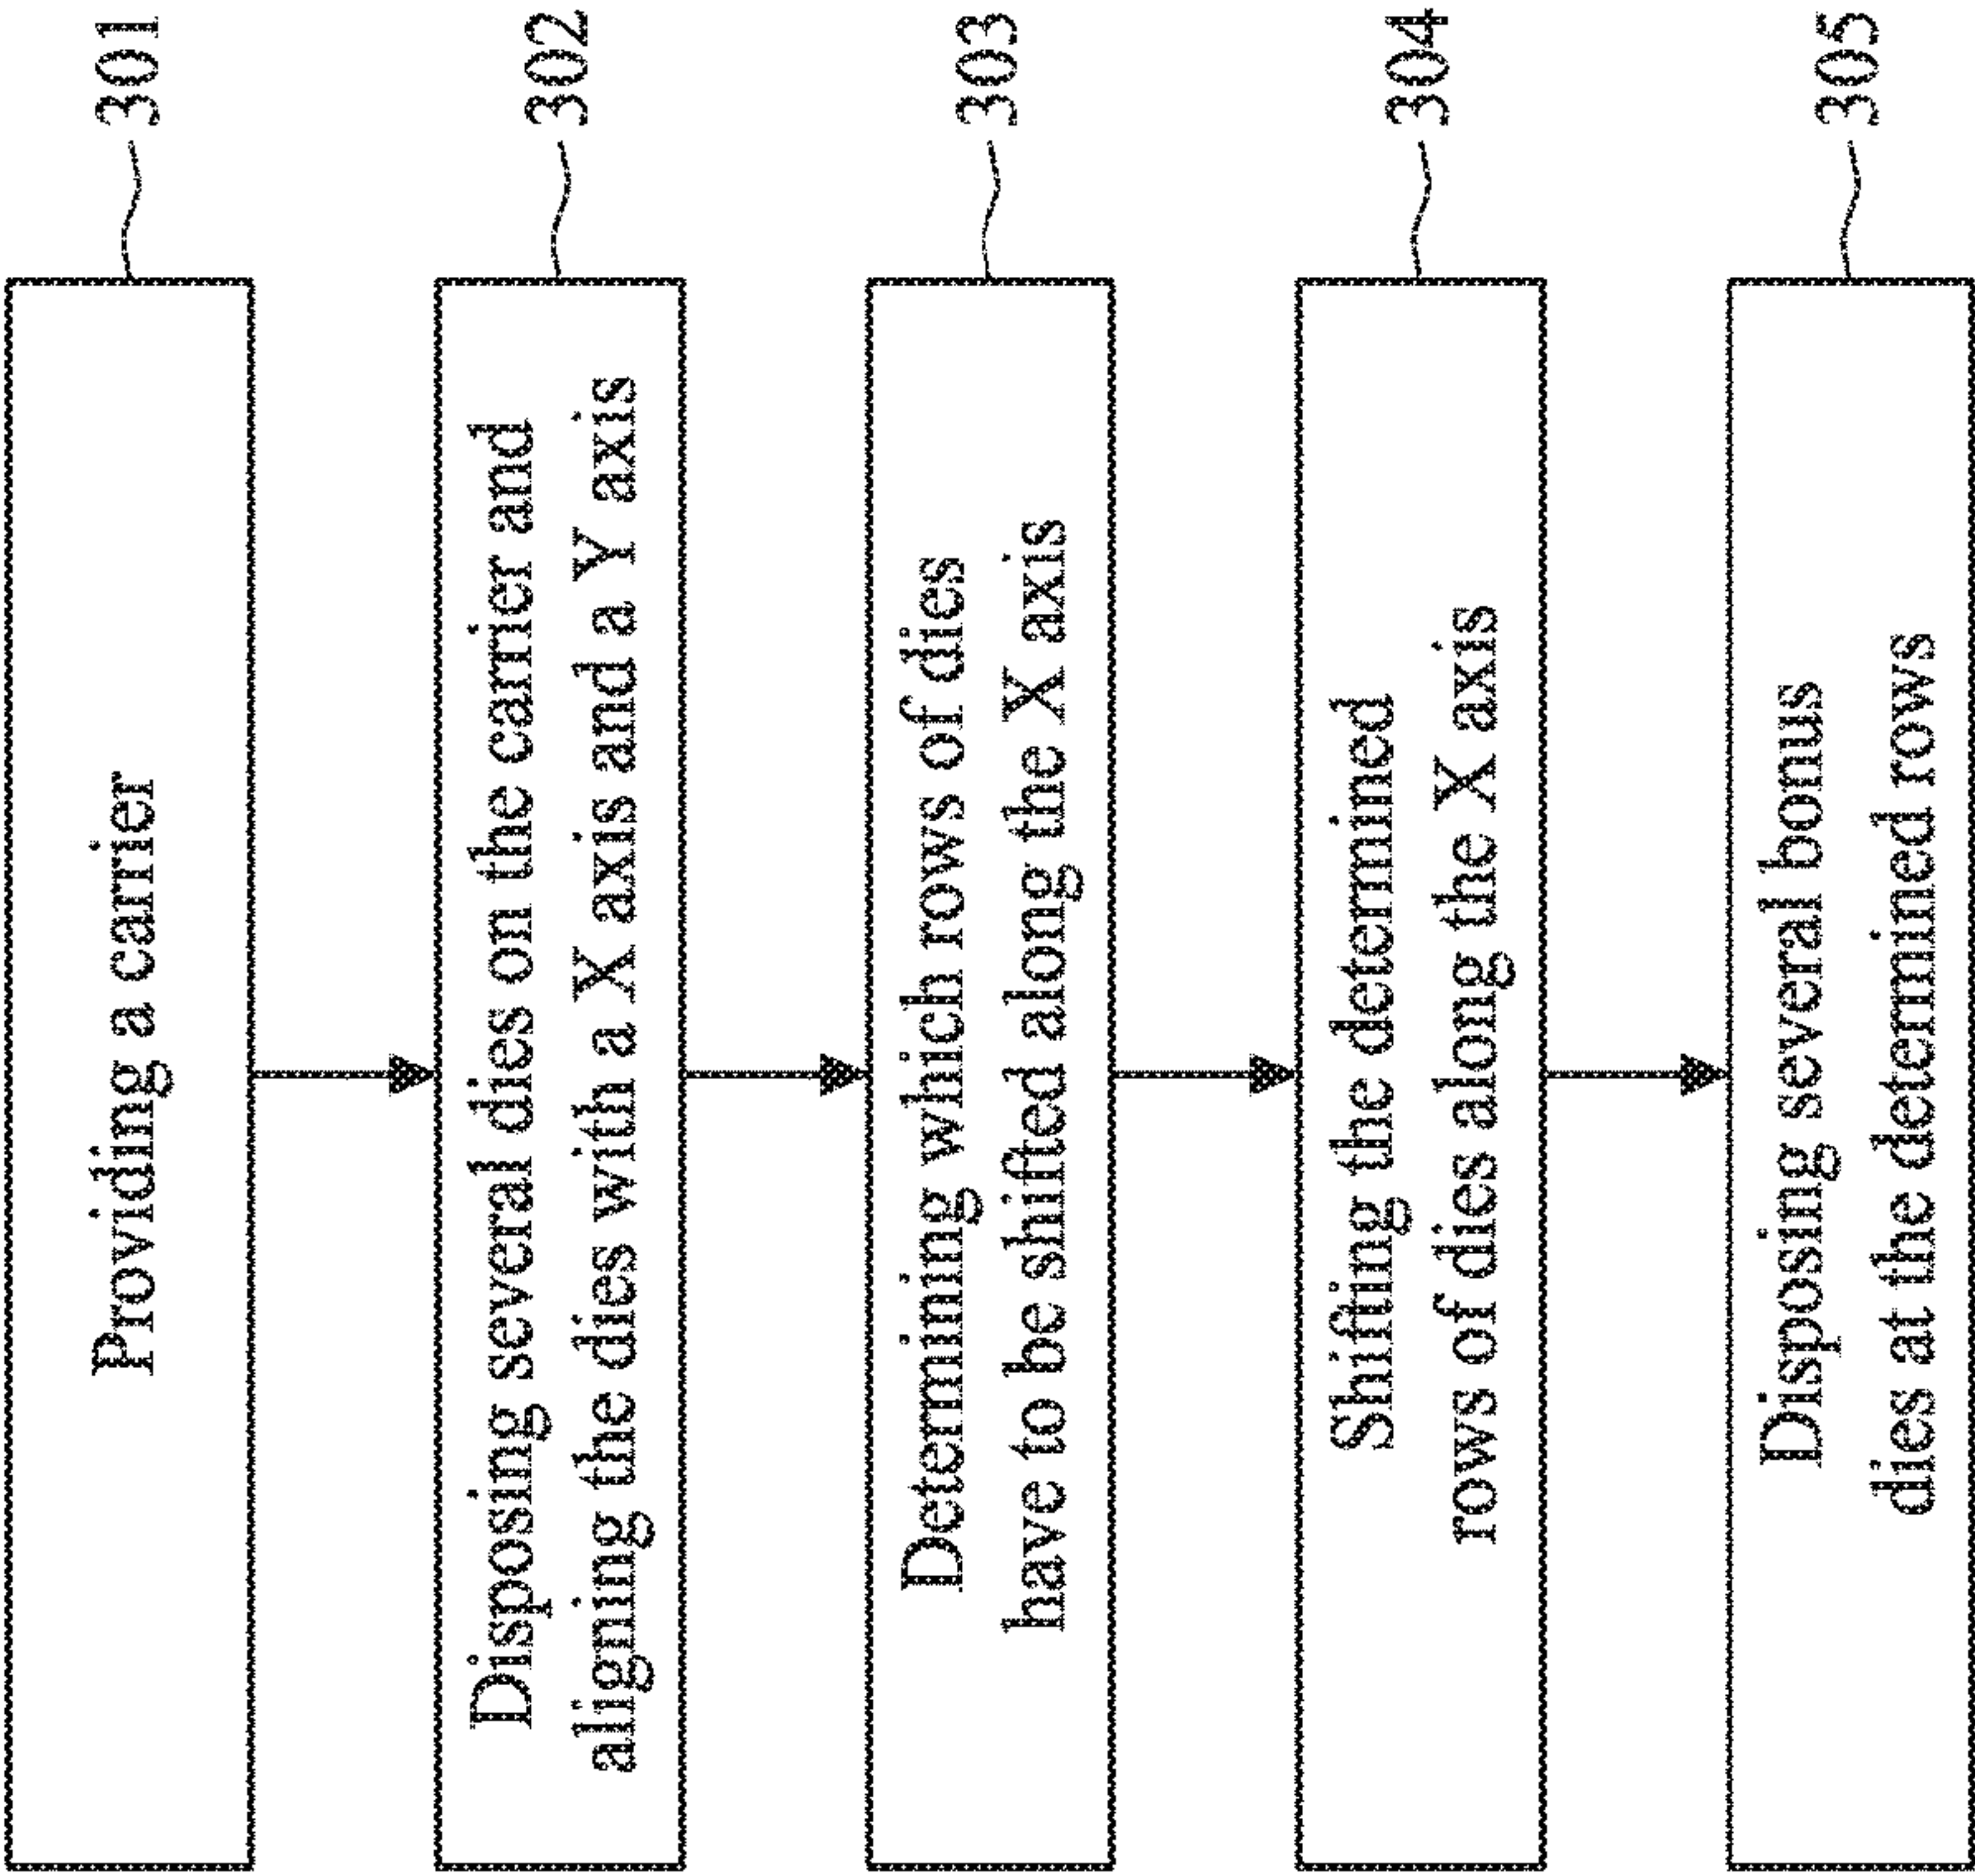 Providing a carrier
301
Disposing several dies on the carrier and
aligning the dies with a X axis and a Y axis
302
Determining which rows of dies
have to be shifted along the X axis
303
Shifting the determined
rows of dies along the X axis
304
Disposing several bonus
dies at the determined rows
305